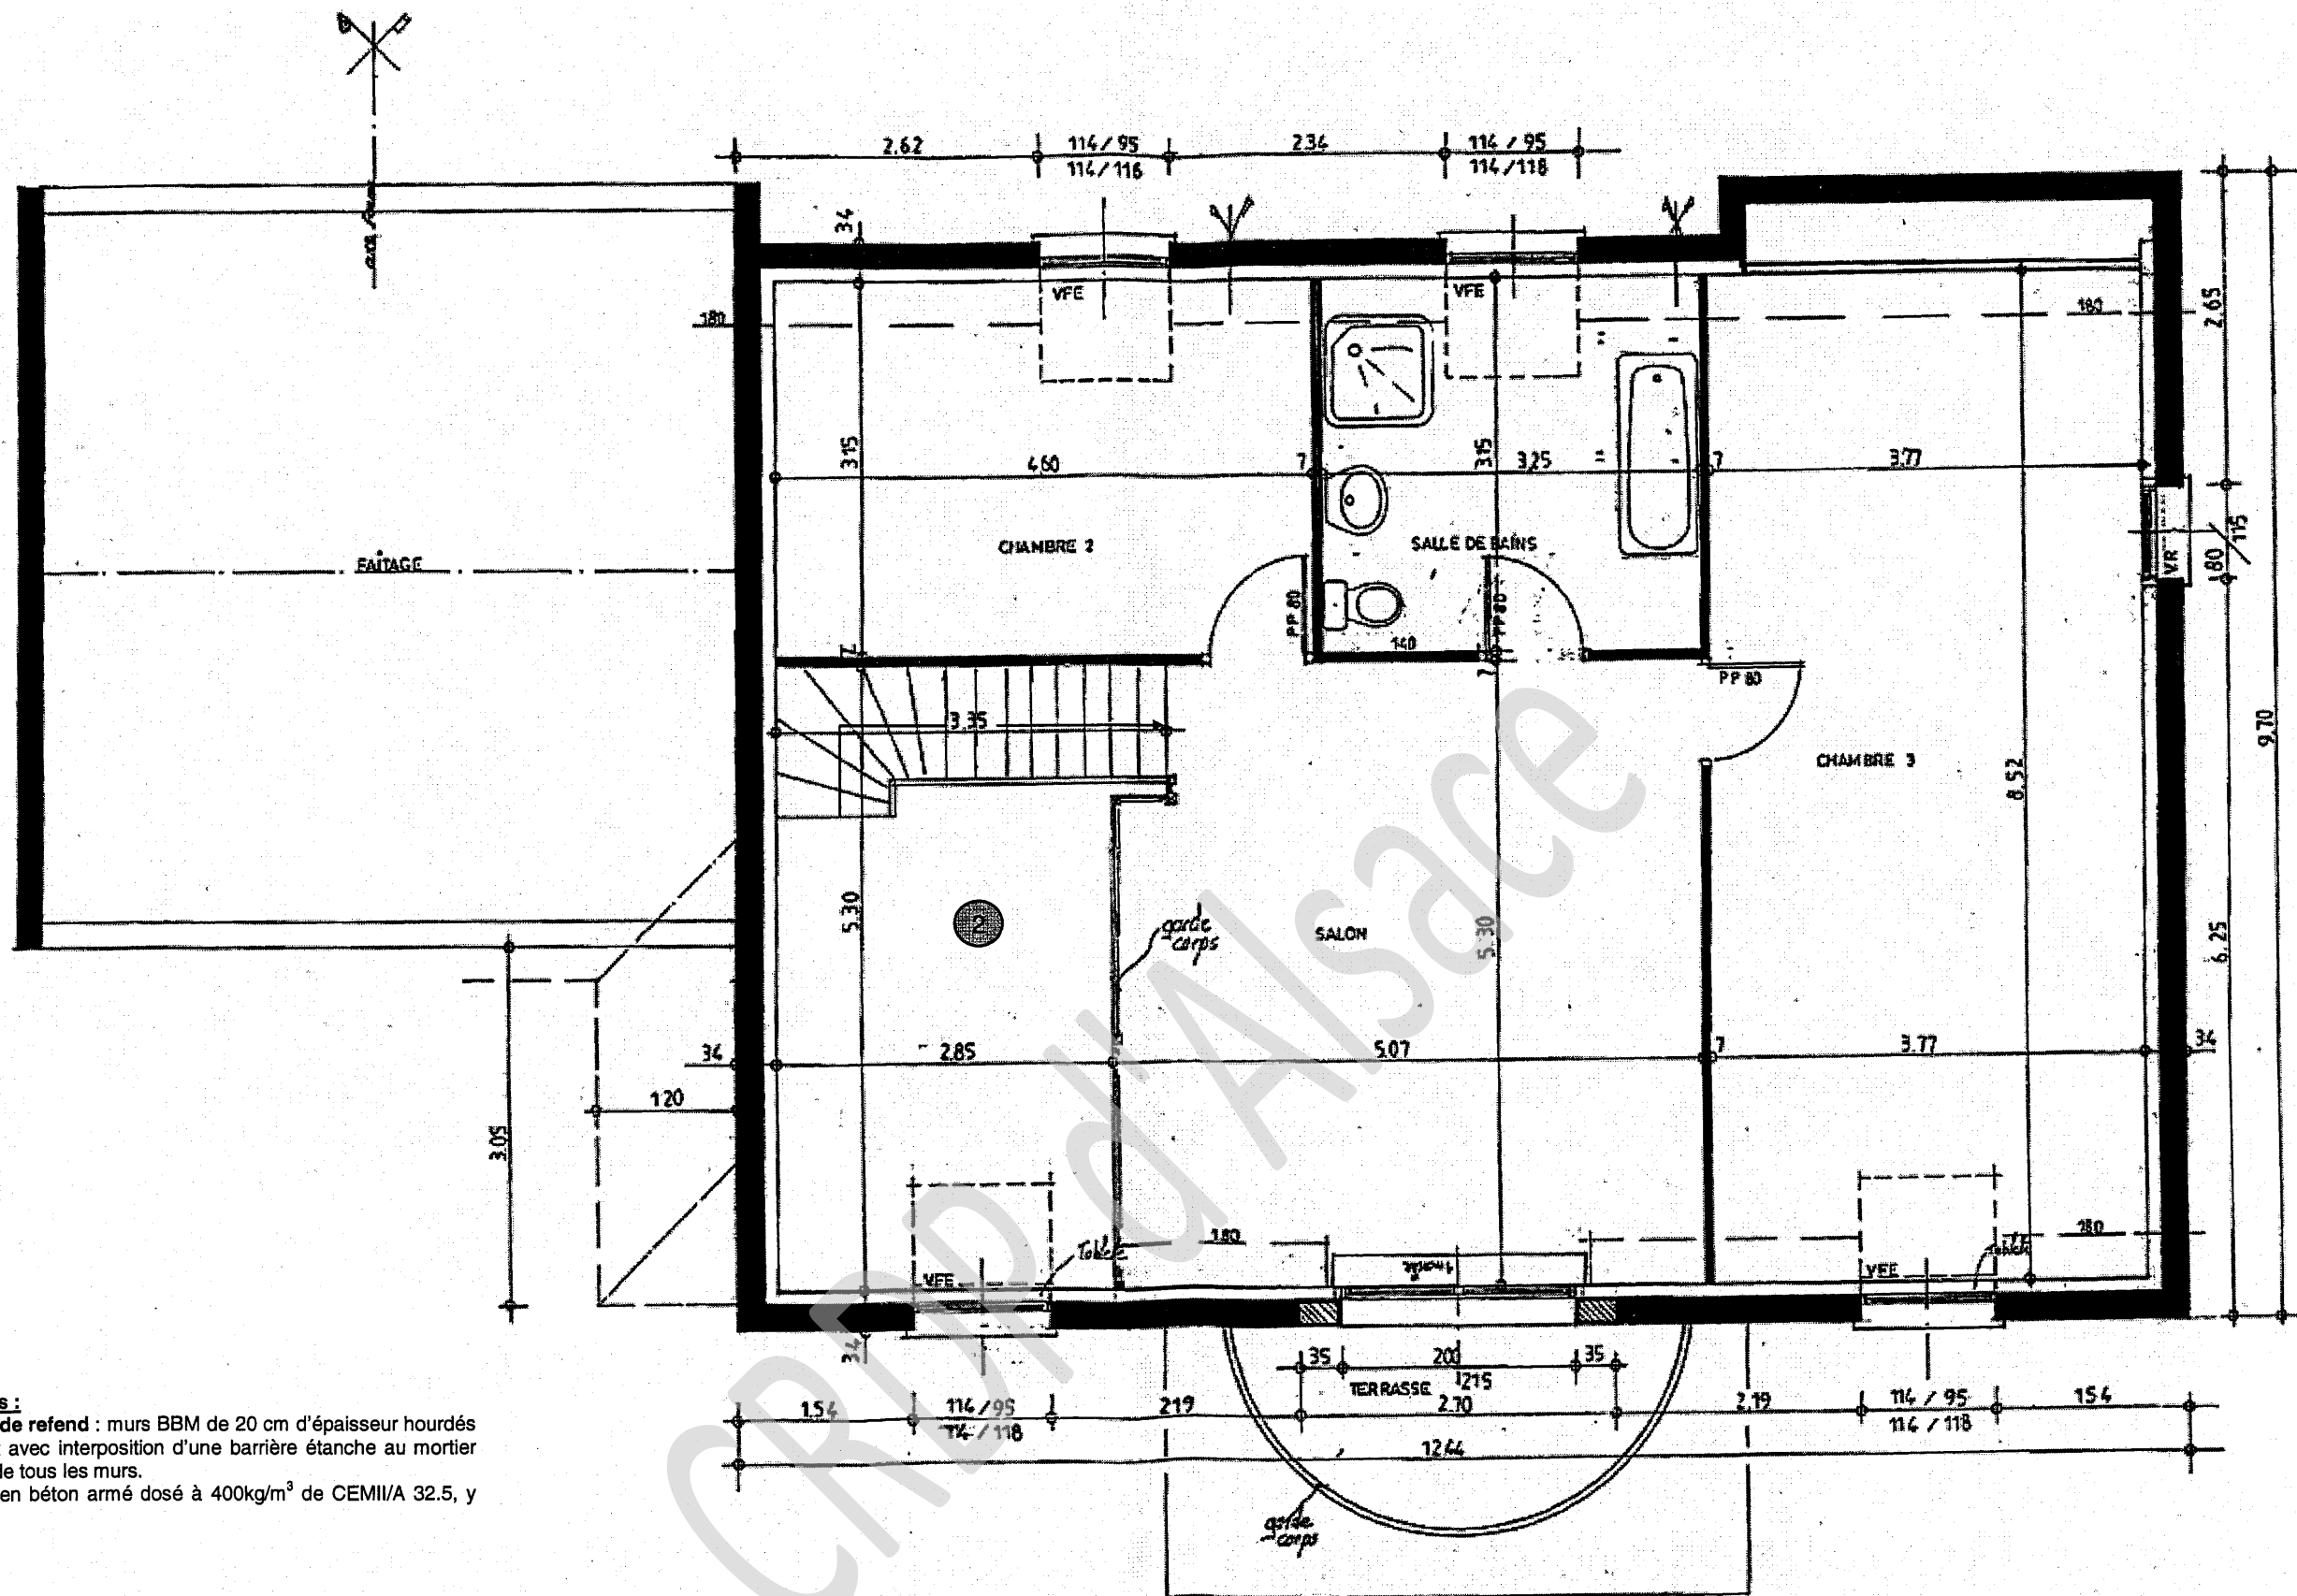 2.62
114/95
114/116
2.34
114 / 95
114/118
34
VFE
VFE
180
180
2.65
3.15
4.60
7
3.15
3.25
7
3.77
CHAMBRE 2
SALLE DE BAINS
FAÎTAGE
PP 80
PP 80
140
V.R
80
115
7
7
PP 80
3.35
CHAMBRE 3
8.52
9.70
5.30
2
garde
corps
SALON
5.30
6.25
34
2.85
5.07
7
3.77
34
120
3.05
180
180
VFE
VFE
34
35
200
35
215
TERRASSE
1.54
114/95
114/118
2.19
2.70
2.19
114 / 95
114 / 118
154
12.44
garde
corps
s :
de refend : murs BBM de 20 cm d'épaisseur hourdés
avec interposition d'une barrière étanche au mortier
de tous les murs.
en béton armé dosé à 400kg/m³ de CEMII/A 32.5, y
CRDP d'Alsace